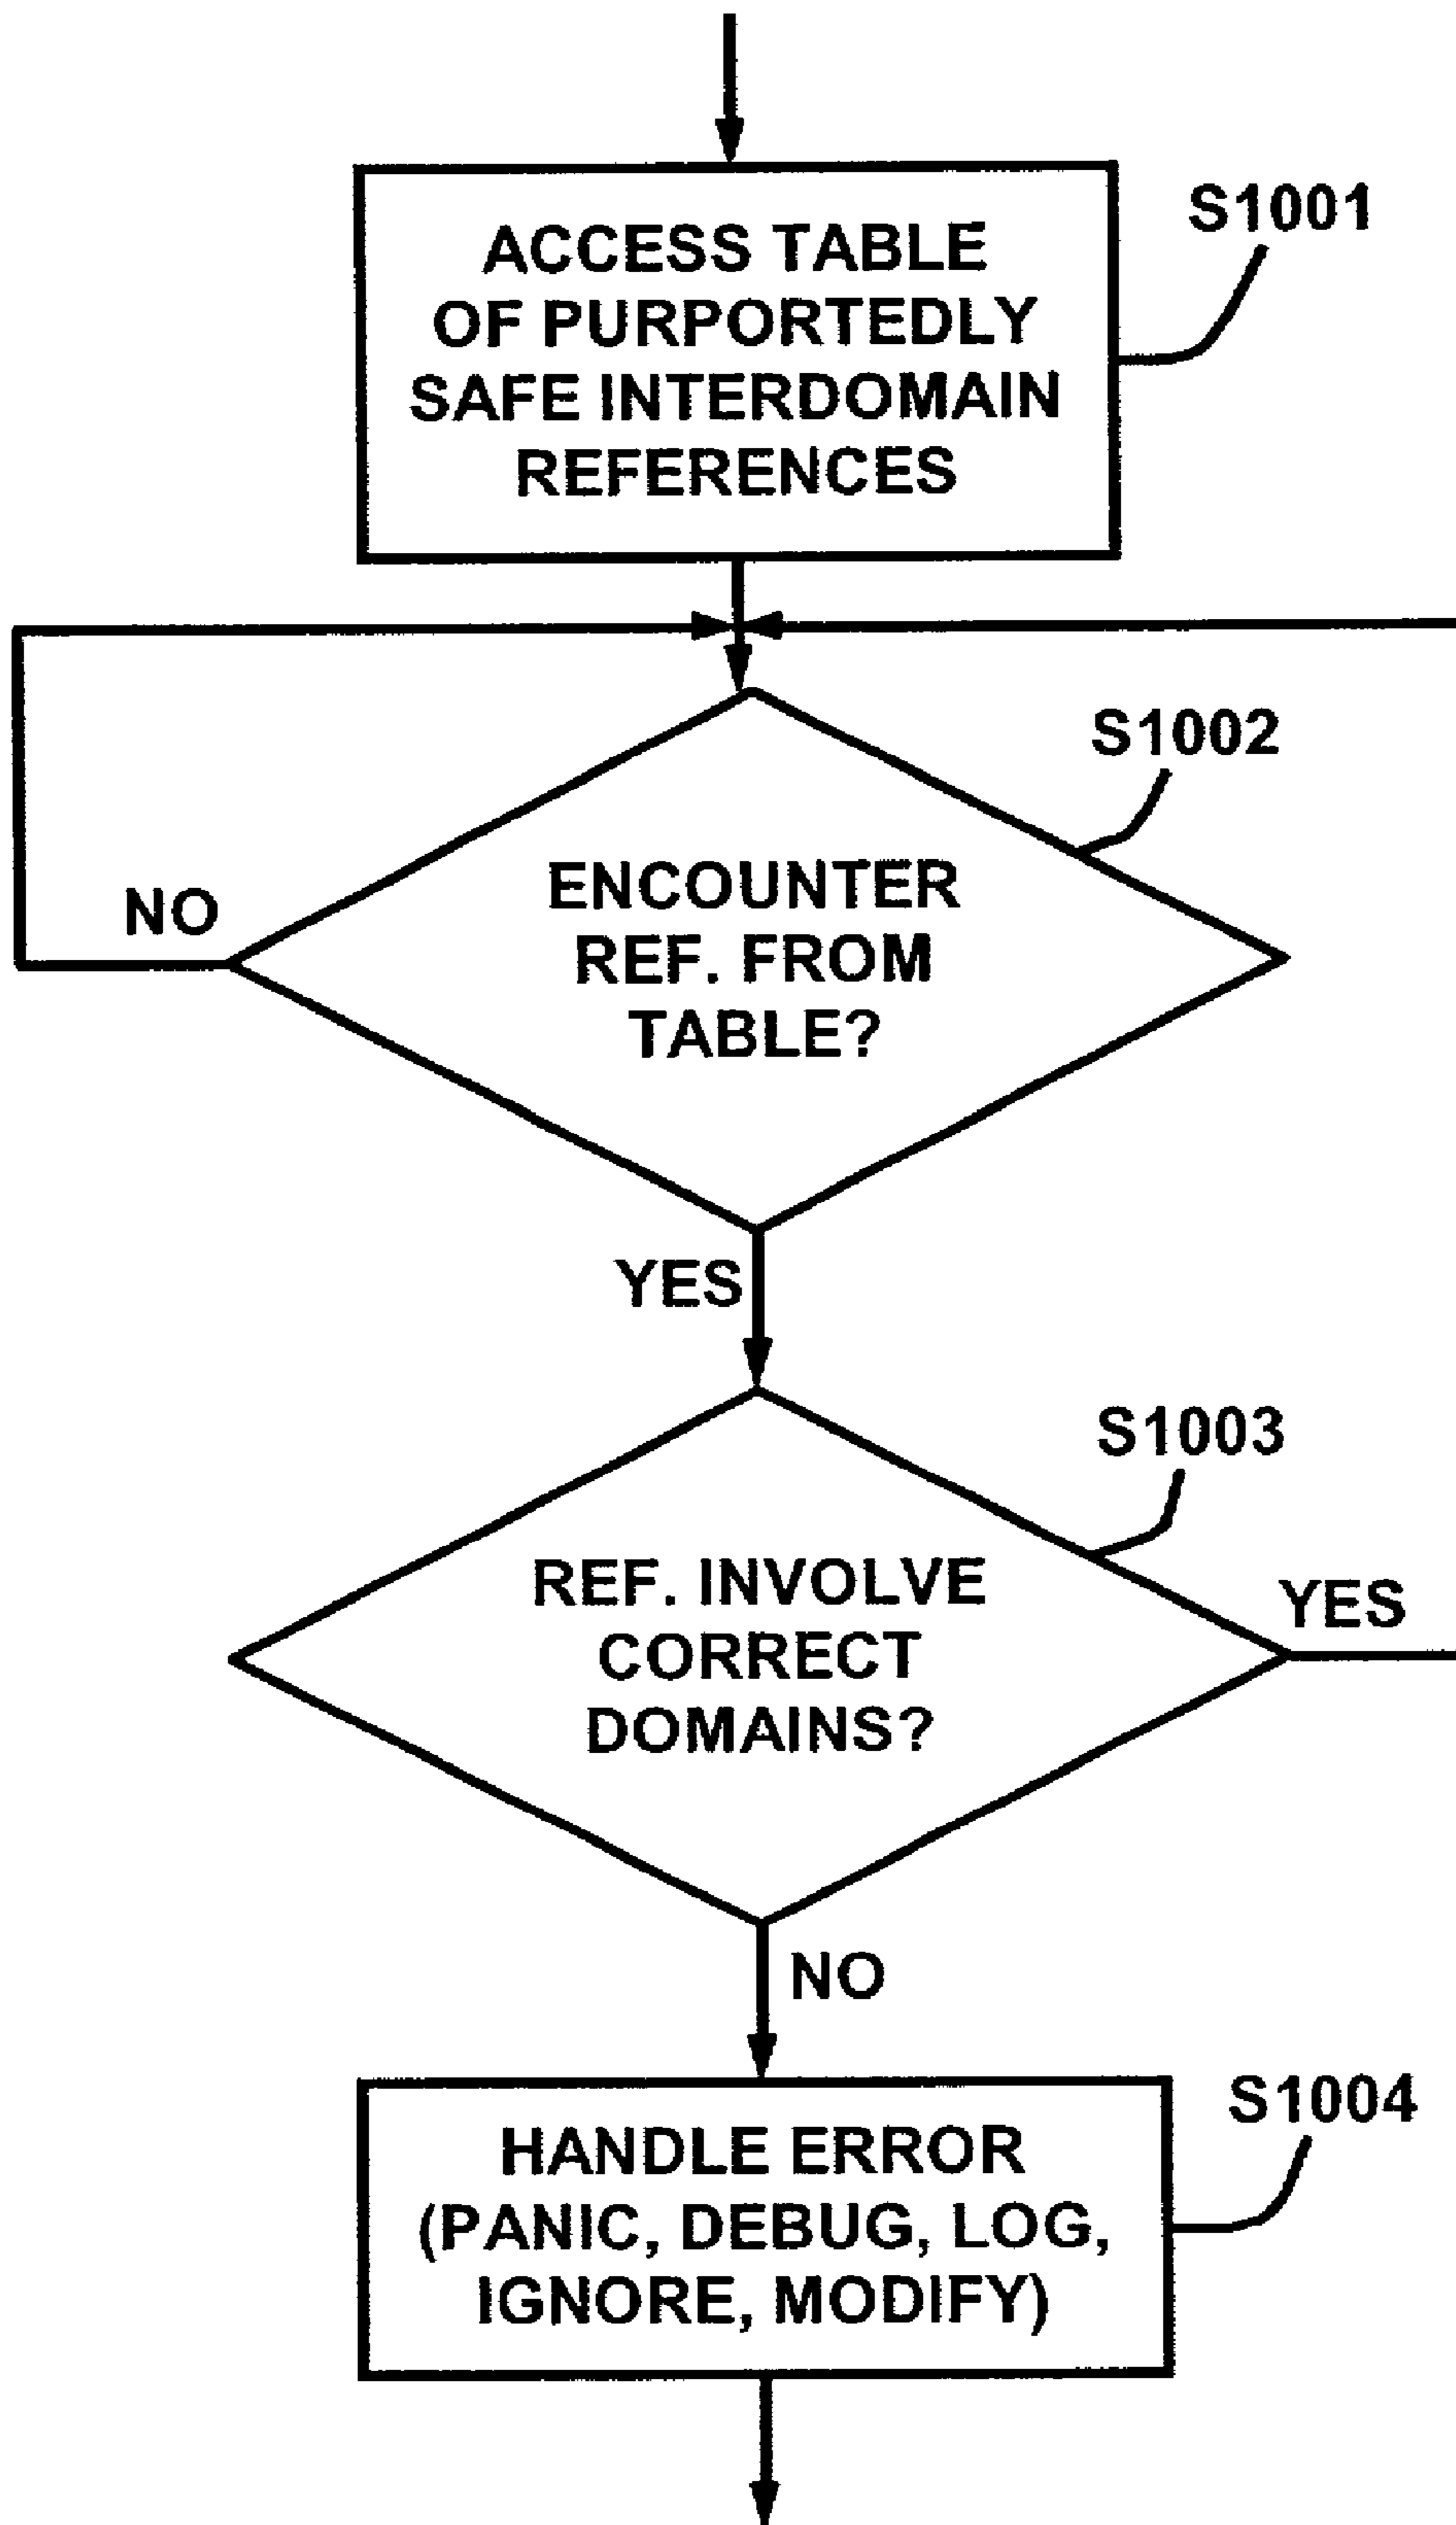 ACCESS TABLE
OF PURPORTEDLY
SAFE INTERDOMAIN
REFERENCES
S1001
S1002
ENCOUNTER
REF. FROM
TABLE?
NO
YES
S1003
REF. INVOLVE
CORRECT
DOMAINS?
YES
NO
HANDLE ERROR
(PANIC, DEBUG, LOG,
IGNORE, MODIFY)
S1004